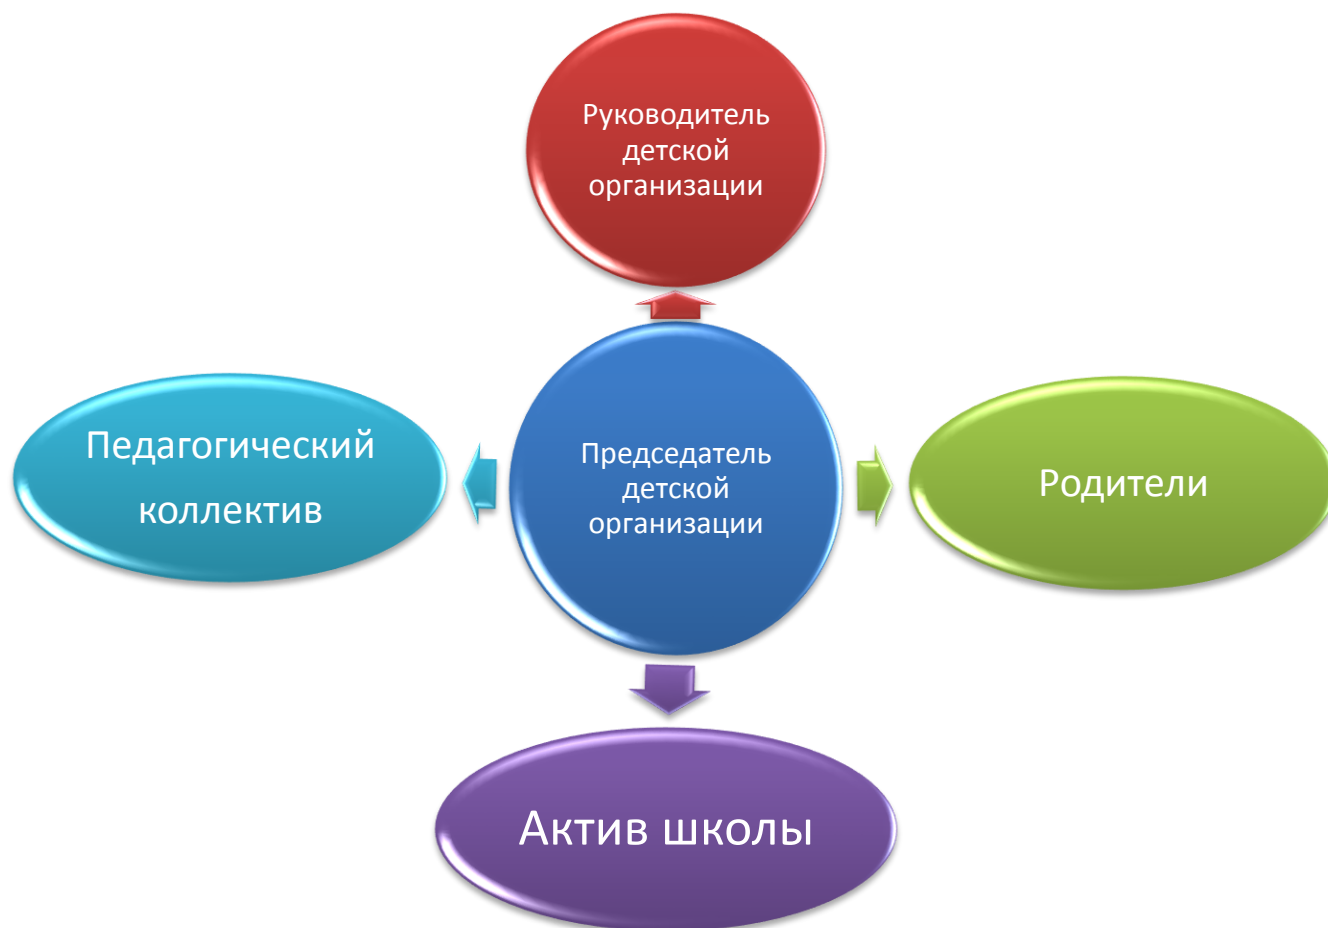 Руководитель
детской
организации
Педагогический
коллектив
Председатель
детской
организации
Родители
Актив школы